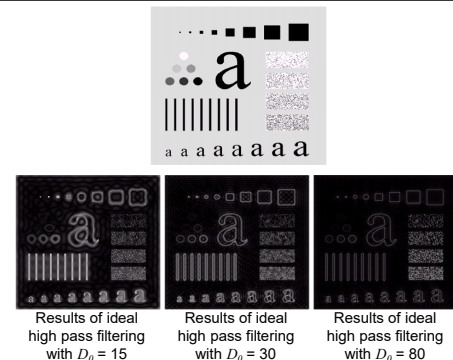 a
a a a a a a a a
a
a a a a a a a a
a
a a a a a a a a
a
a a a a a a a a
Results of ideal
high pass filtering
with D₀ = 15
Results of ideal
high pass filtering
with D₀ = 30
Results of ideal
high pass filtering
with D₀ = 80